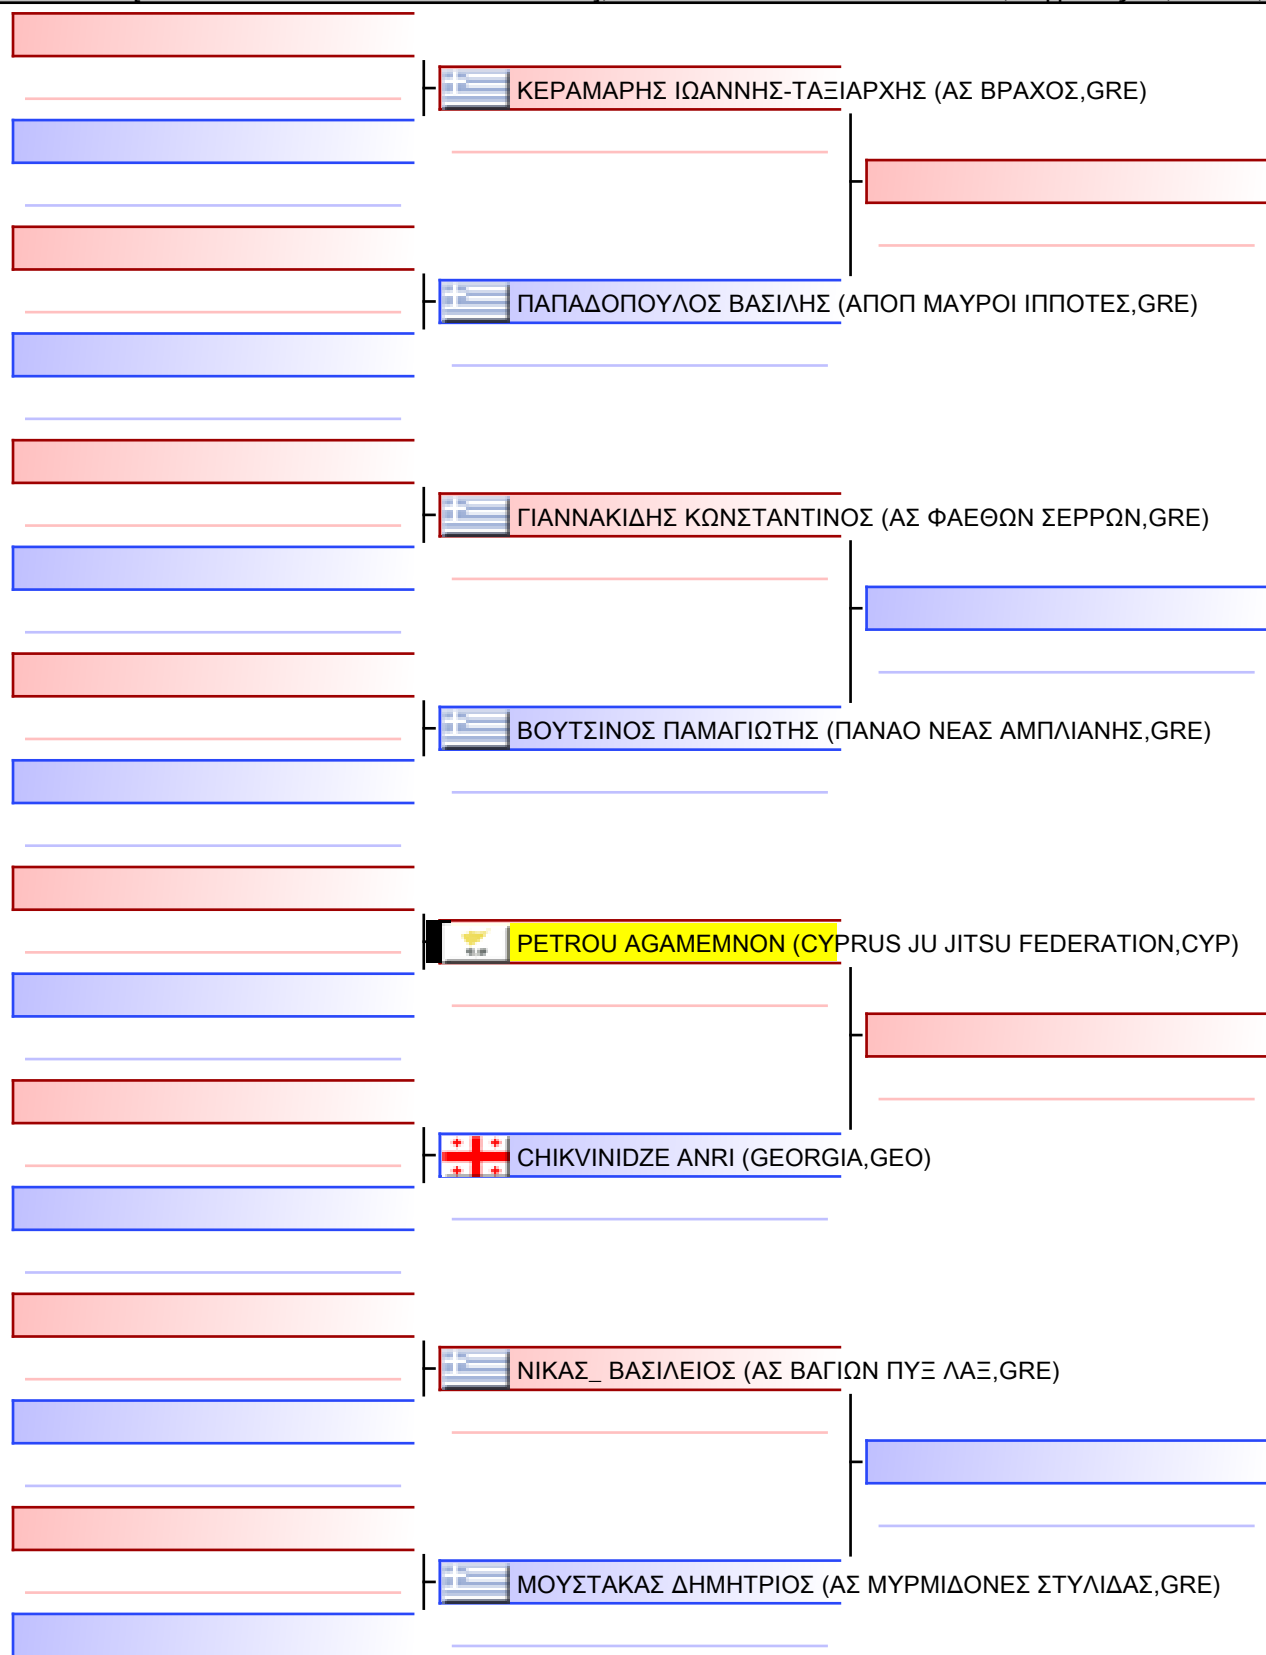 ΚΕΡΑΜΑΡΗΣ ΙΩΑΝΝΗΣ-ΤΑΞΙΑΡΧΗΣ (ΑΣ ΒΡΑΧΟΣ,GRE)
ΠΑΠΑΔΟΠΟΥΛΟΣ ΒΑΣΙΛΗΣ (ΑΠΟΠ ΜΑΥΡΟΙ ΙΠΠΟΤΕΣ,GRE)
ΓΙΑΝΝΑΚΙΔΗΣ ΚΩΝΣΤΑΝΤΙΝΟΣ (ΑΣ ΦΑΕΘΩΝ ΣΕΡΡΩΝ,GRE)
ΒΟΥΤΣΙΝΟΣ ΠΑΜΑΓΙΩΤΗΣ (ΠΑΝΑΟ ΝΕΑΣ ΑΜΠΛΙΑΝΗΣ,GRE)
PETROU AGAMEMNON (CYPRUS JU JITSU FEDERATION,CYP)
CHIKVINIDZE ANRI (GEORGIA,GEO)
ΝΙΚΑΣ_ ΒΑΣΙΛΕΙΟΣ (ΑΣ ΒΑΓΙΩΝ ΠΥΞ ΛΑΞ,GRE)
ΜΟΥΣΤΑΚΑΣ ΔΗΜΗΤΡΙΟΣ (ΑΣ ΜΥΡΜΙΔΟΝΕΣ ΣΤΥΛΙΔΑΣ,GRE)